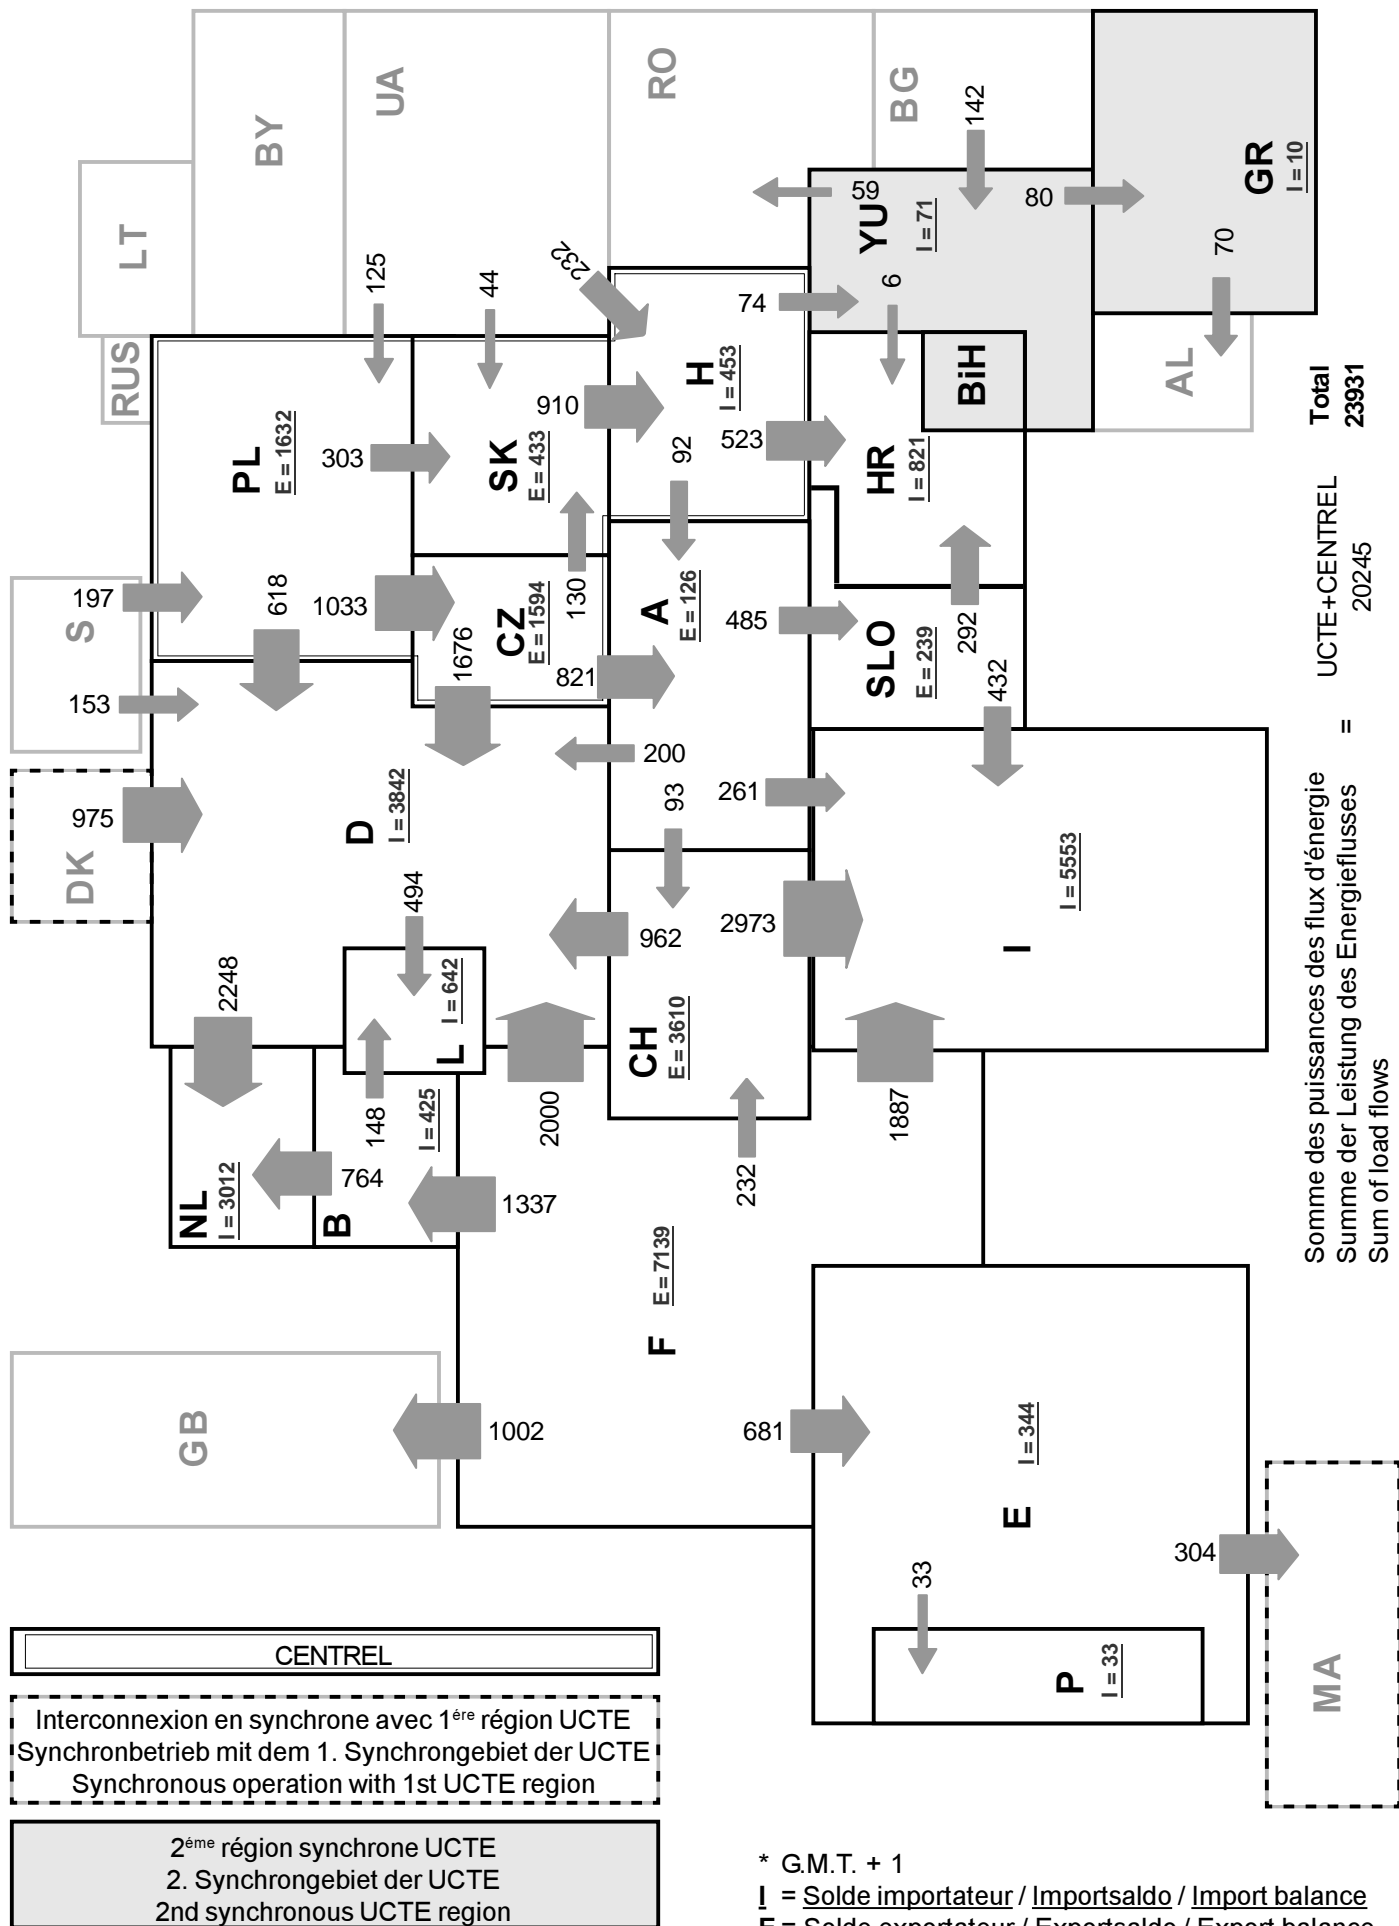 LT
BY
UA
RO
BG
142
RUS
125
44
232
74
59
YU
I = 71
6
80
GR
I = 10
70
PL
E = 1632
303
SK
E = 433
910
H
I = 453
92
523
HR
I = 821
BiH
AL
S
197
153
618
1033
CZ
E = 1594
130
1676
821
A
E = 126
485
SLO
E = 239
292
432
DK
975
D
I = 3842
200
93
261
494
962
2973
I
I = 5553
2248
L
I = 642
CH
E = 3610
2000
1887
232
NL
I = 3012
148
I = 425
764
B
1337
F
E = 7139
GB
1002
681
E
I = 344
33
P
I = 33
304
MA
Somme des puissances des flux d'énergie
Summe der Leistung des Energieflusses
Sum of load flows
=
UCTE+CENTREL
20245
Total
23931
CENTREL
Interconnexion en synchrone avec 1ére région UCTE
Synchronbetrieb mit dem 1. Synchrongebiet der UCTE
Synchronous operation with 1st UCTE region
2éme région synchrone UCTE
2. Synchrongebiet der UCTE
2nd synchronous UCTE region
* G.M.T. + 1
I = Solde importateur / Importsaldo / Import balance
E = Solde exportateur / Exportsaldo / Export balance